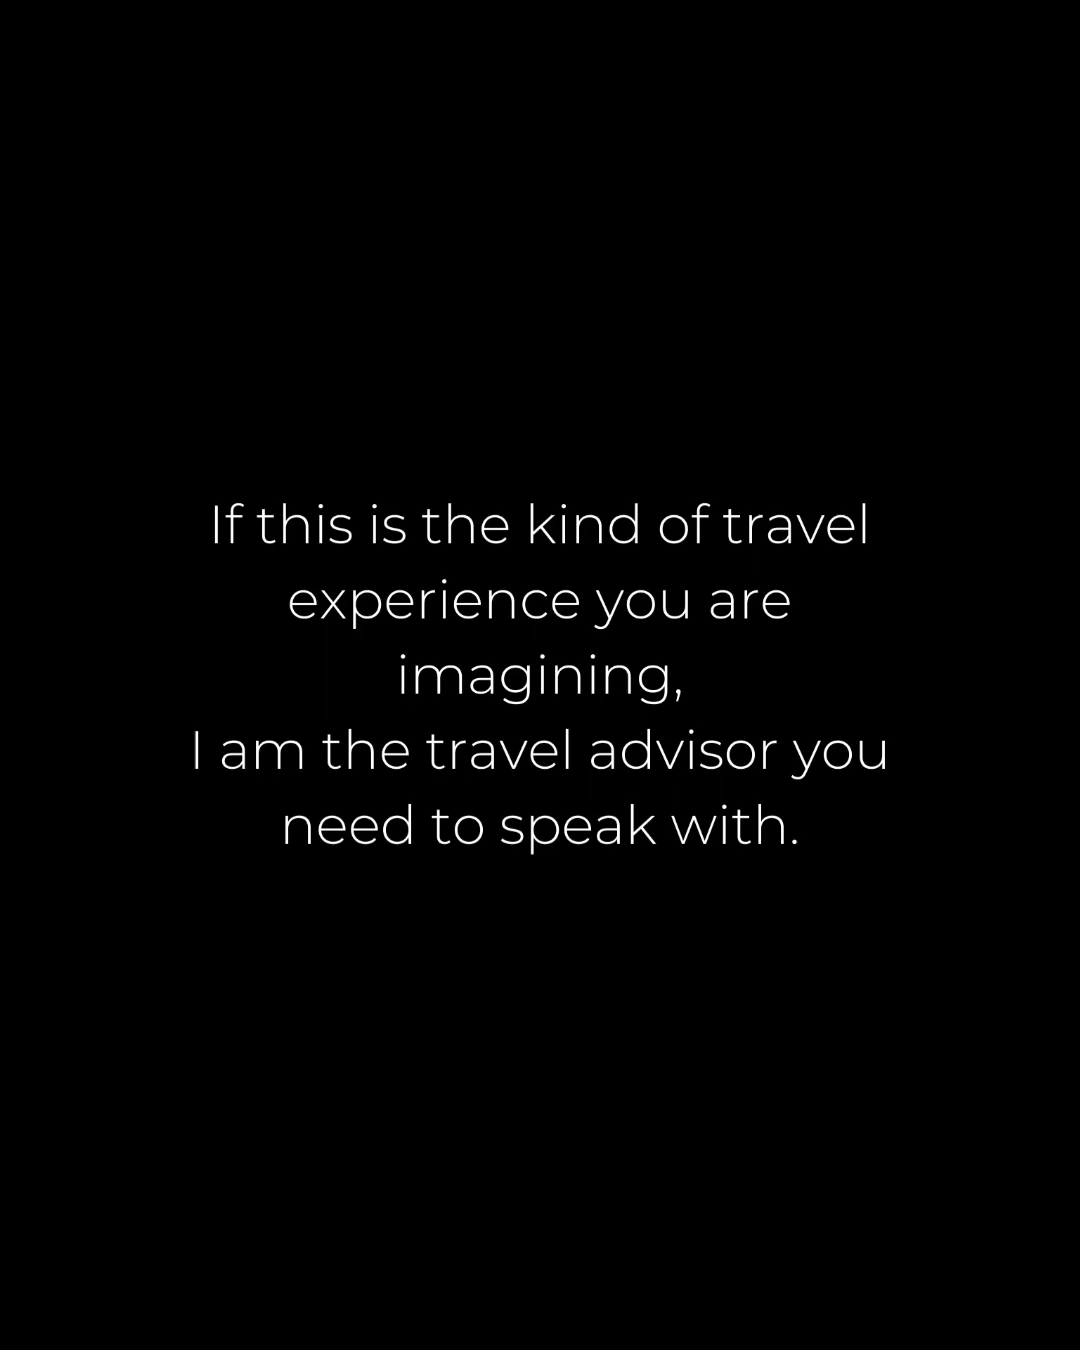 If this is the kind of travel
experience you are
imagining,
I am the travel advisor you
need to speak with.